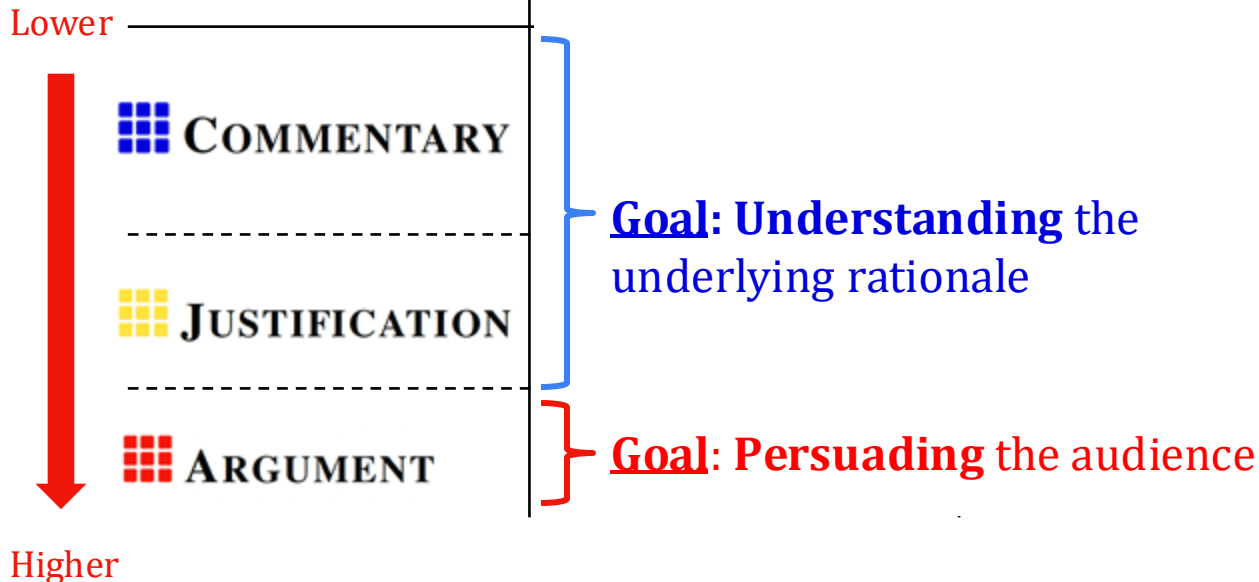 Lower
COMMENTARY
Goal: Understanding the
underlying rationale
JUSTIFICATION
ARGUMENT
Goal: Persuading the audience
Higher